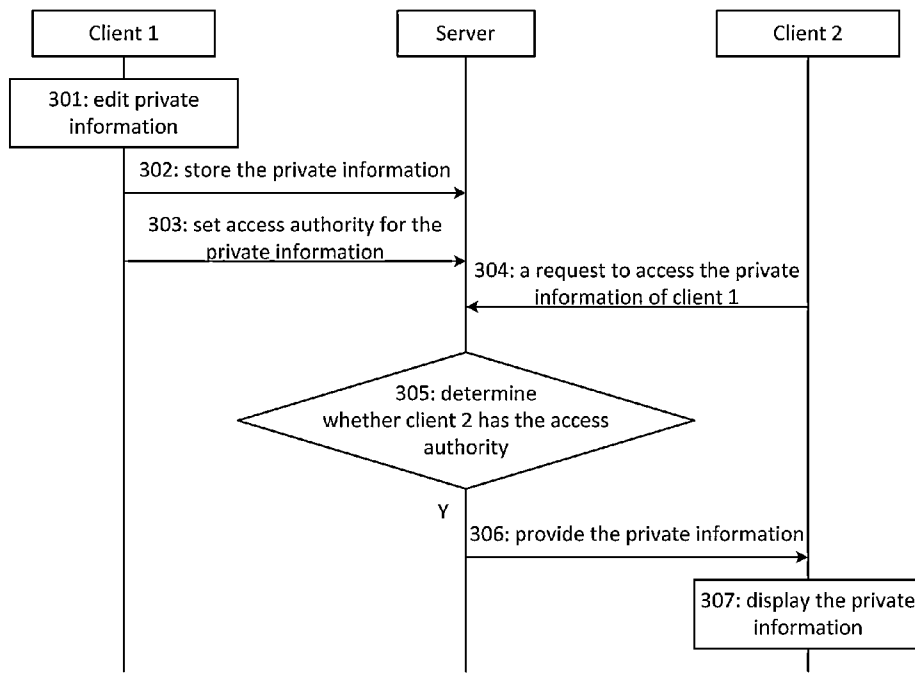 Client 1
Server
Client 2
301: edit private
information
302: store the private information
303: set access authority for the
private information
304: a request to access the private
information of client 1
305: determine
whether client 2 has the access
authority
Y
306: provide the private information
307: display the private
information